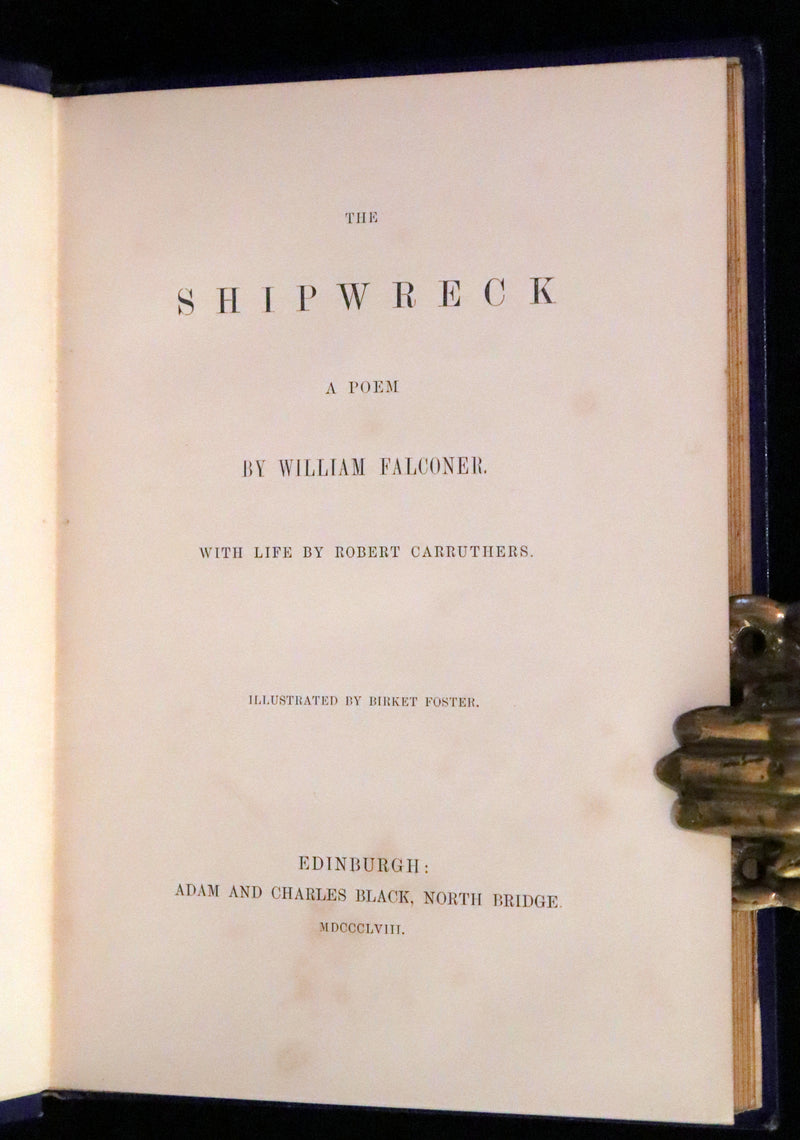 THE
SHIPWRECK
A POEM
BY WILLIAM FALCONER.
WITH LIFE BY ROBERT CARRUTHERS.
ILLUSTRATED BY BIRKET FOSTER.
EDINBURGH:
ADAM AND CHARLES BLACK, NORTH BRIDGE.
MDCCCLVIII.